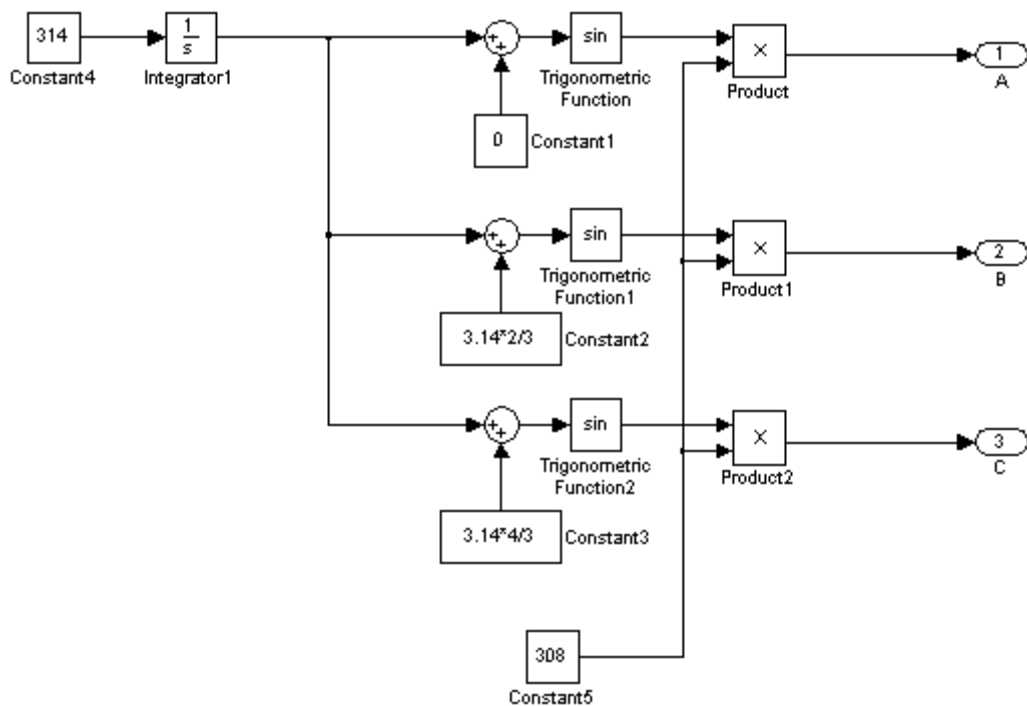 314
1
s
Constant4
Integrator1
+
+
sin
Trigonometric
Function
×
Product
1
A
0
Constant1
+
+
sin
Trigonometric
Function1
×
Product1
2
B
3.14*2/3
Constant2
+
+
sin
Trigonometric
Function2
×
Product2
3
C
3.14*4/3
Constant3
308
Constant5